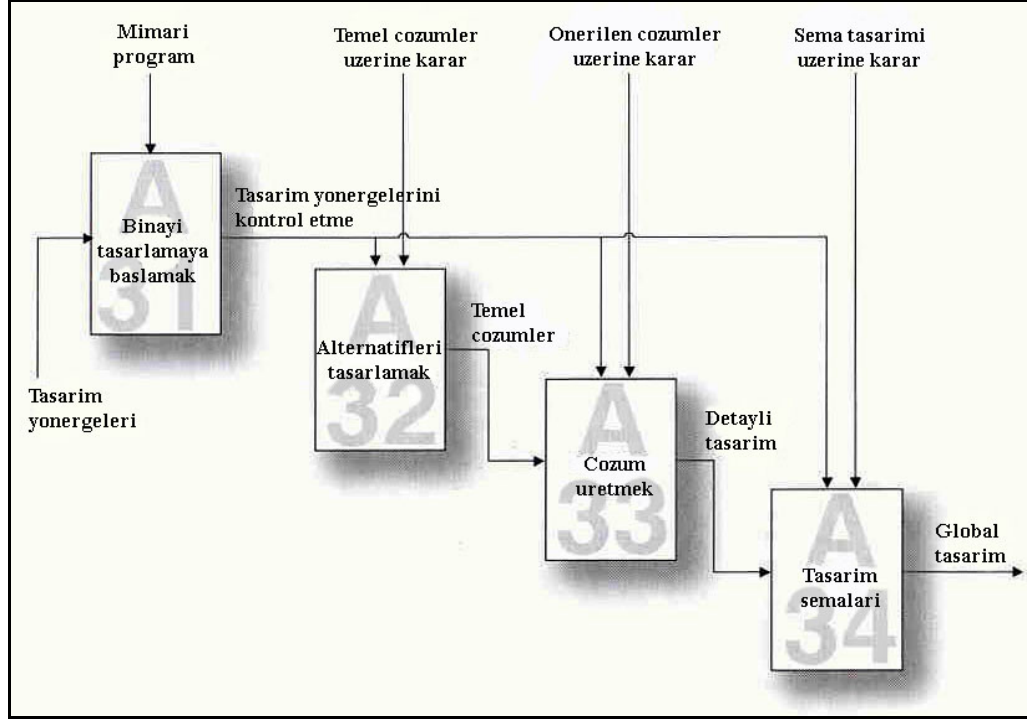 Mimari
program
Temel cozumler
uzerine karar
Onerilen cozumler
uzerine karar
Sema tasarimi
uzerine karar
A
31
Binayi
tasarlamaya
baslamak
Tasarim yonergelerini
kontrol etme
Tasarim
yonergeleri
A
32
Alternatifleri
tasarlamak
Temel
cozumler
A
33
Cozum
uretmek
Detayli
tasarim
A
34
Tasarim
semalari
Global
tasarim